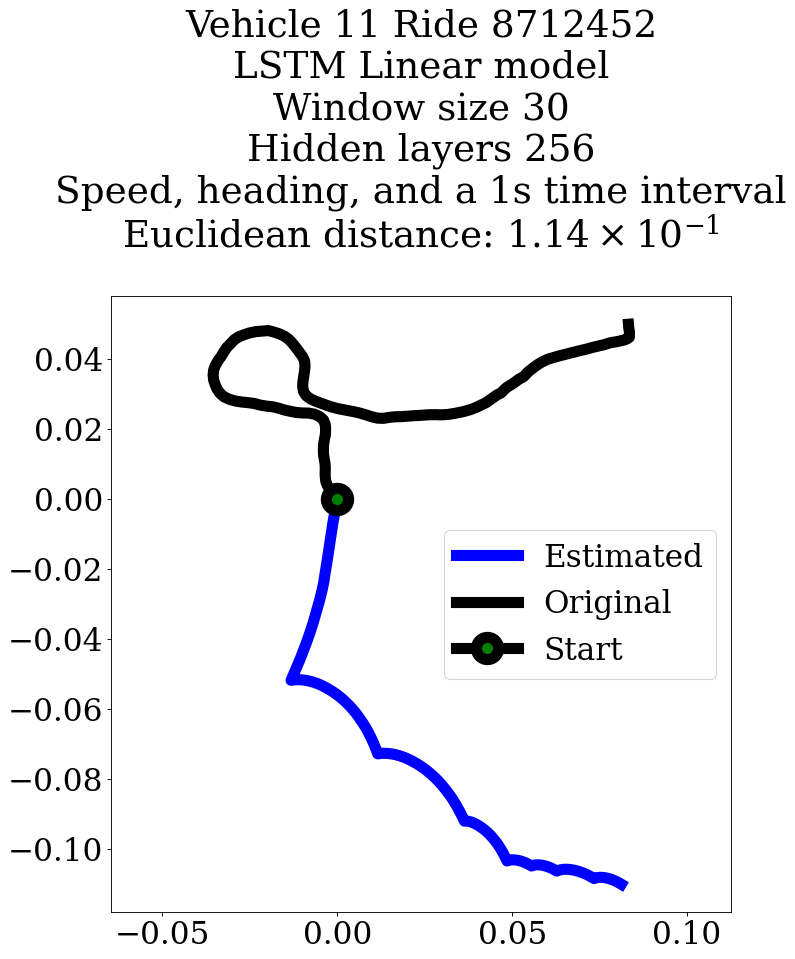 Vehicle 11 Ride 8712452
LSTM Linear model
Window size 30
Hidden layers 256
Speed, heading, and a 1s time interval
Euclidean distance: 1.14 × 10⁻¹
0.04
0.02
0.00
−0.02
−0.04
−0.06
−0.08
−0.10
Estimated
Original
Start
−0.05
0.00
0.05
0.10